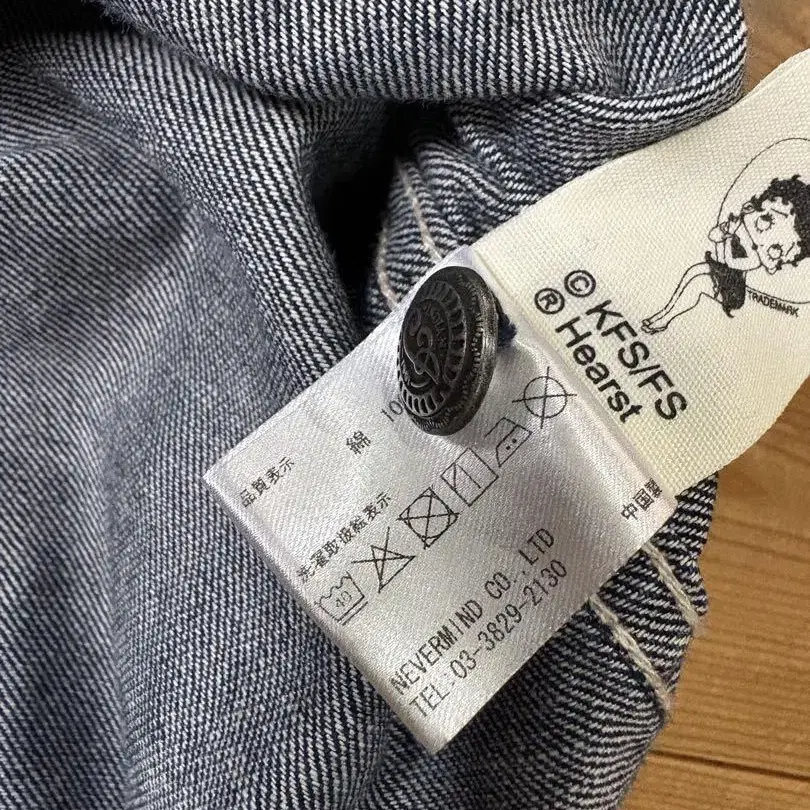 TRADEMARK
© KFS/FS
® Hearst
品質表示
綿 10
洗濯取扱絵表示
40
NEVERMIND CO., LTD
TEL: 03-3829-2130
中国製